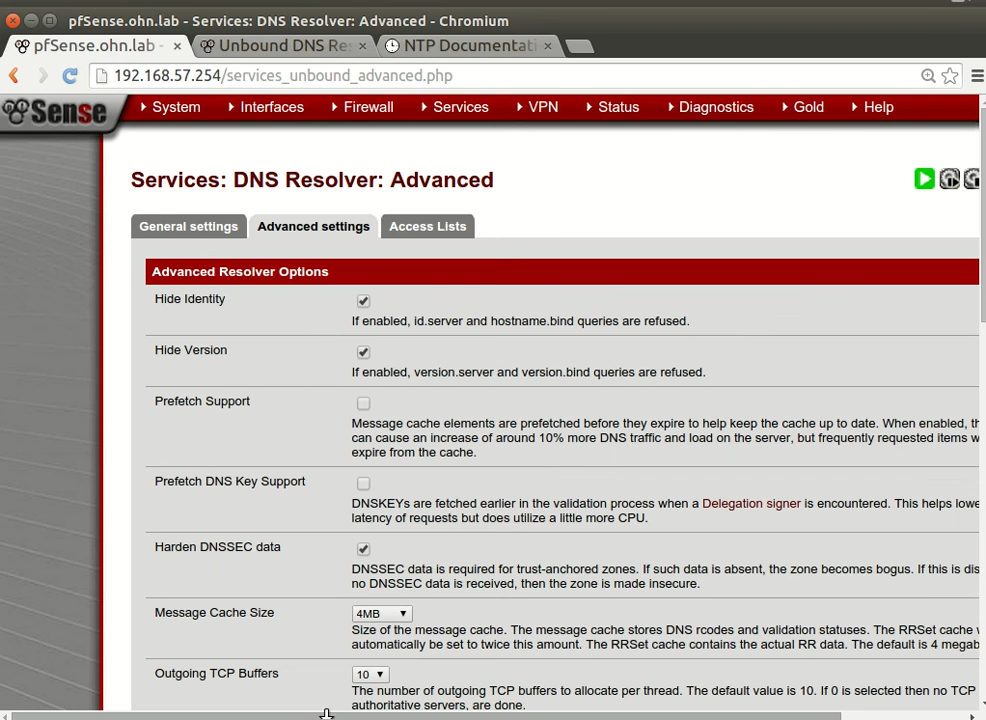 pfSense.ohn.lab - Services: DNS Resolver: Advanced - Chromium
pfSense.ohn.lab - × Unbound DNS Re × NTP Documentati ×
192.168.57.254/services_unbound_advanced.php
Sense System Interfaces Firewall Services VPN Status Diagnostics Gold Help
Services: DNS Resolver: Advanced
General settings Advanced settings Access Lists
Advanced Resolver Options
Hide Identity
If enabled, id.server and hostname.bind queries are refused.
Hide Version
If enabled, version.server and version.bind queries are refused.
Prefetch Support
Message cache elements are prefetched before they expire to help keep the cache up to date. When enabled, th
can cause an increase of around 10% more DNS traffic and load on the server, but frequently requested items w
expire from the cache.
Prefetch DNS Key Support
DNSKEYs are fetched earlier in the validation process when a Delegation signer is encountered. This helps lowe
latency of requests but does utilize a little more CPU.
Harden DNSSEC data
DNSSEC data is required for trust-anchored zones. If such data is absent, the zone becomes bogus. If this is dis
no DNSSEC data is received, then the zone is made insecure.
Message Cache Size
4MB
Size of the message cache. The message cache stores DNS rcodes and validation statuses. The RRSet cache
automatically be set to twice this amount. The RRSet cache contains the actual RR data. The default is 4 megab
Outgoing TCP Buffers
10
The number of outgoing TCP buffers to allocate per thread. The default value is 10. If 0 is selected then no TCP
authoritative servers, are done.